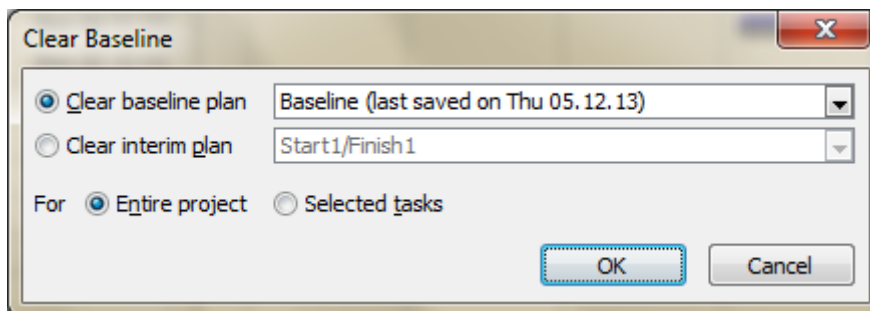 Clear Baseline
Clear baseline plan Baseline (last saved on Thu 05.12.13)
Clear interim plan Start1/Finish1
For Entire project Selected tasks
OK Cancel